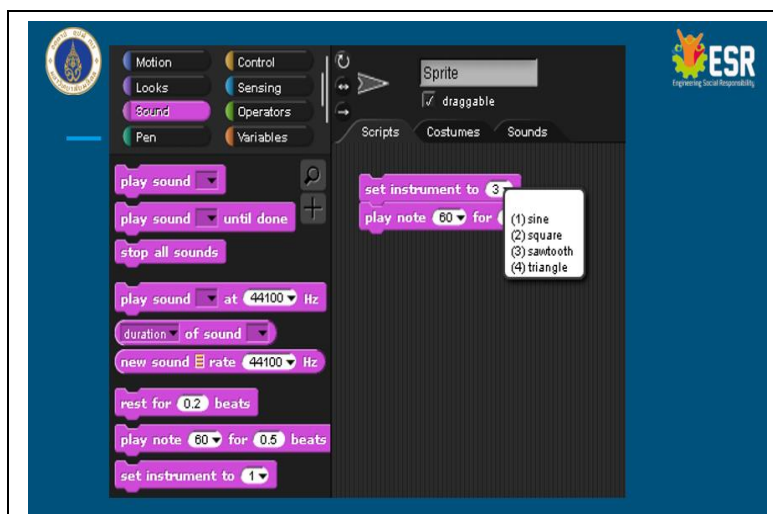 Motion
Control
Looks
Sensing
Sound
Operators
Pen
Variables
Sprite
draggable
Scripts
Costumes
Sounds
play sound
play sound until done
stop all sounds
play sound at 44100 Hz
duration of sound
new sound rate 44100 Hz
rest for 0.2 beats
play note 60 for 0.5 beats
set instrument to 1
set instrument to 3
play note 60 for
(1) sine
(2) square
(3) sawtooth
(4) triangle
ESR
Engineering Social Responsibility